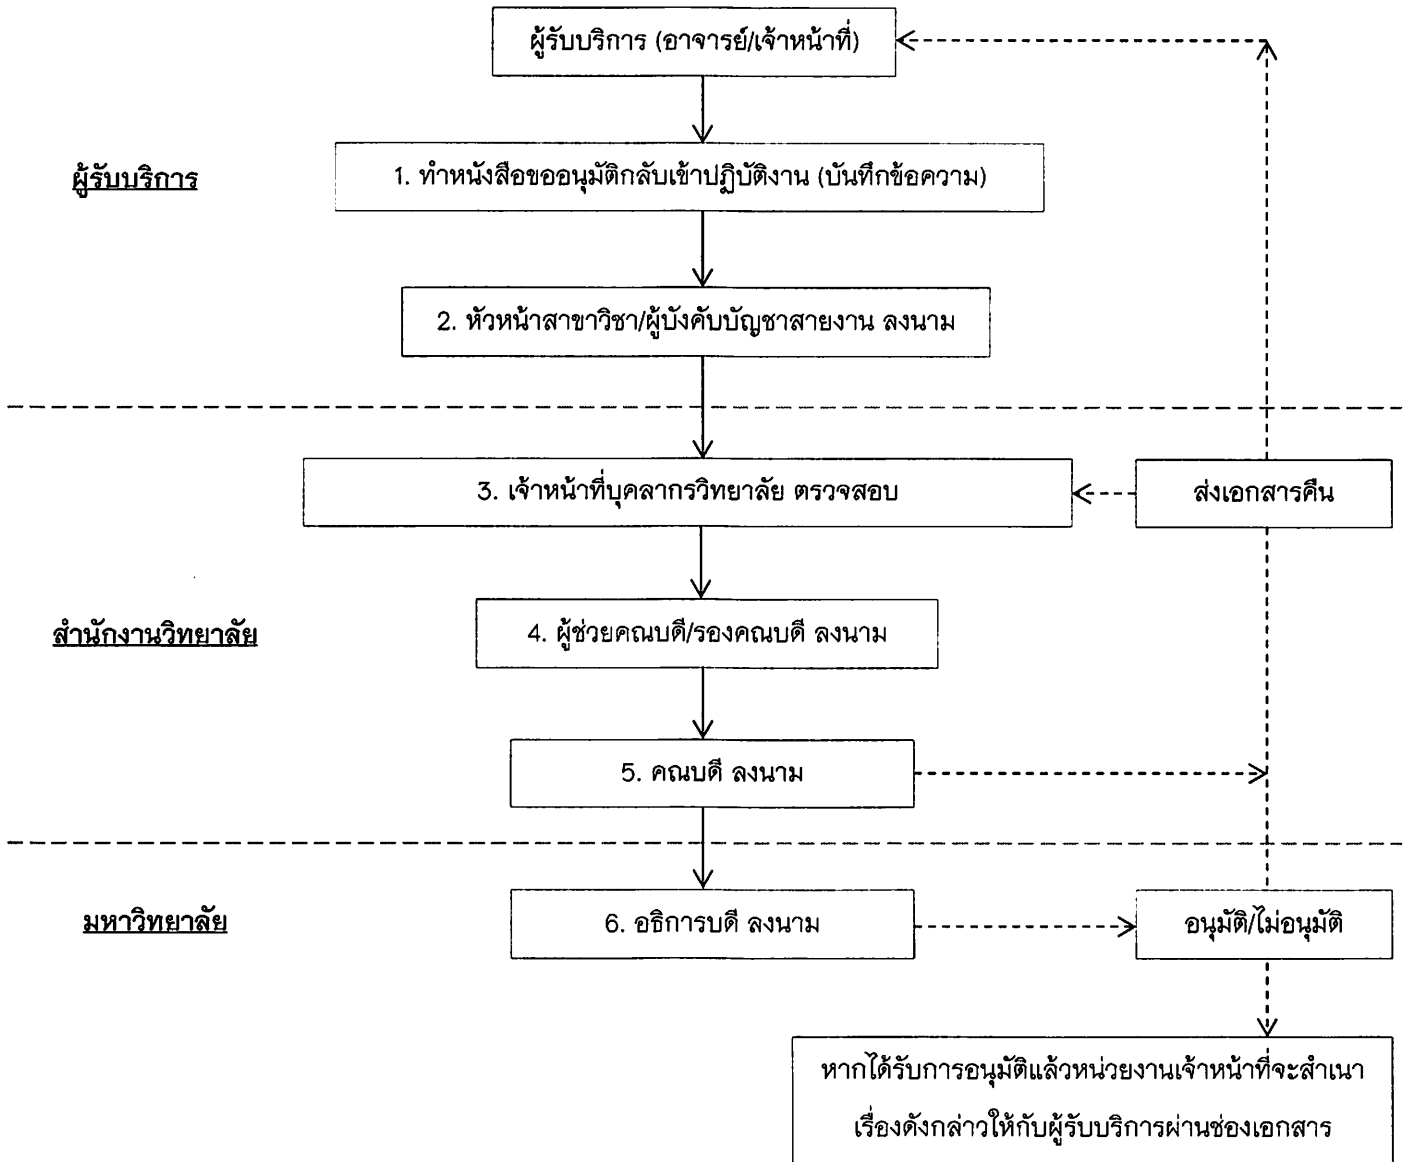 ผู้รับบริการ (อาจารย์/เจ้าหน้าที่)
ผู้รับบริการ
1. ทำหนังสือขออนุมัติกลับเข้าปฏิบัติงาน (บันทึกข้อความ)
2. หัวหน้าสาขาวิชา/ผู้บังคับบัญชาสายงาน ลงนาม
3. เจ้าหน้าที่บุคลากรวิทยาลัย ตรวจสอบ
ส่งเอกสารคืน
สำนักงานวิทยาลัย
4. ผู้ช่วยคณบดี/รองคณบดี ลงนาม
5. คณบดี ลงนาม
มหาวิทยาลัย
6. อธิการบดี ลงนาม
อนุมัติ/ไม่อนุมัติ
หากได้รับการอนุมัติแล้วหน่วยงานเจ้าหน้าที่จะสำเนา
เรื่องดังกล่าวให้กับผู้รับบริการผ่านช่องเอกสาร